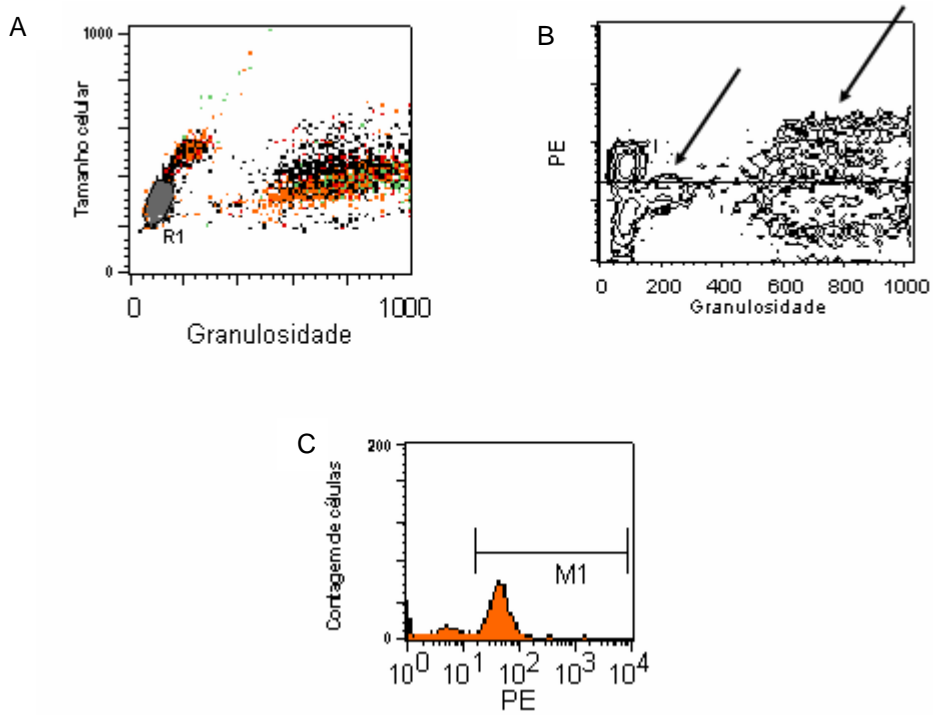 A
1000
Tamanho celular
0
R1
0 1000
Granulosidade
B
PE
0 200 400 600 800 1000
Granulosidade
C
200
Contagem de células
0
M1
10^0 10^1 10^2 10^3 10^4
PE